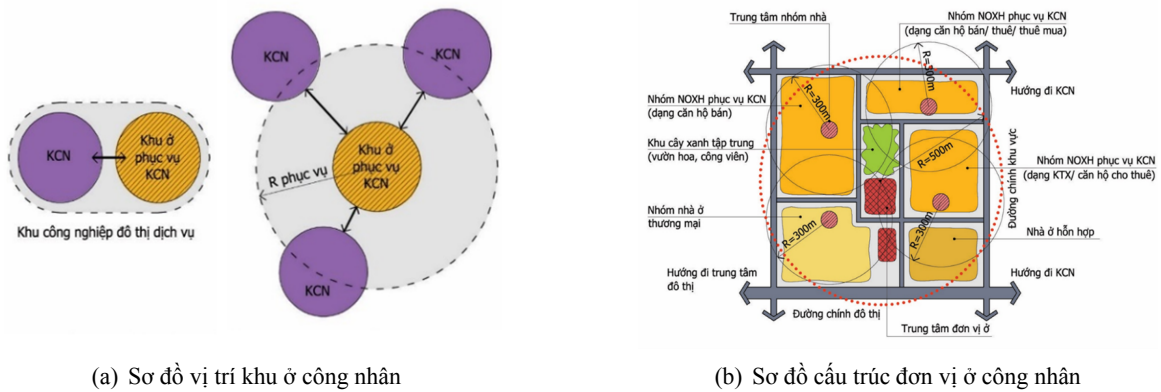 KCN
Khu ở
phục vụ
KCN
Khu công nghiệp đô thị dịch vụ
KCN
KCN
R phục vụ
Khu ở
phục vụ
KCN
KCN
(a) Sơ đồ vị trí khu ở công nhân
Trung tâm nhóm nhà
Nhóm NOXH phục vụ KCN
(dạng căn hộ bán/ thuê/ thuê mua)
R=300m
Hướng đi KCN
Nhóm NOXH phục vụ KCN
(dạng căn hộ bán)
R=300m
Khu cây xanh tập trung
(vườn hoa, công viên)
R=500m
Đường chính khu vực
Nhóm NOXH phục vụ KCN
(dạng KTX/ căn hộ cho thuê)
Nhóm nhà ở
thương mại
R=300m
R=300m
Nhà ở hỗn hợp
Hướng đi trung tâm
đô thị
Hướng đi KCN
Đường chính đô thị
Trung tâm đơn vị ở
(b) Sơ đồ cấu trúc đơn vị ở công nhân